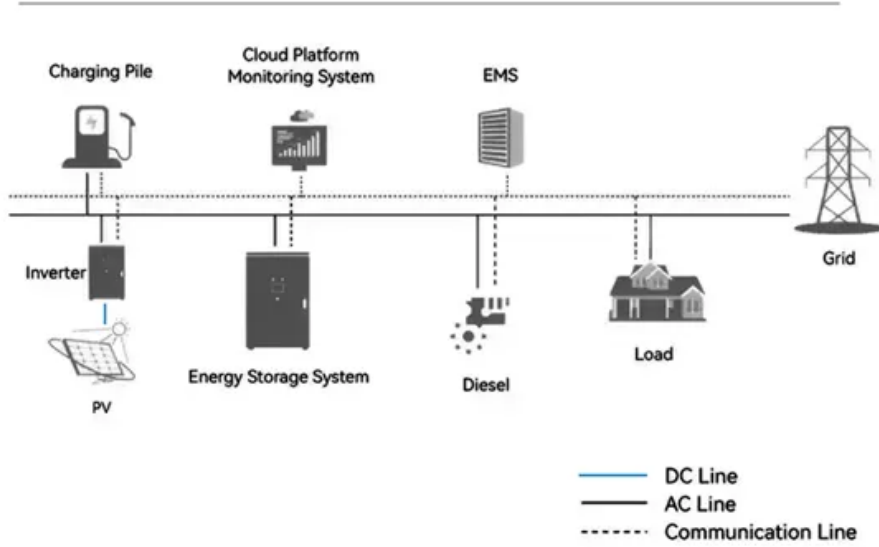 Charging Pile
Cloud Platform
Monitoring System
EMS
Inverter
Grid
PV
Energy Storage System
Diesel
Load
DC Line
AC Line
Communication Line